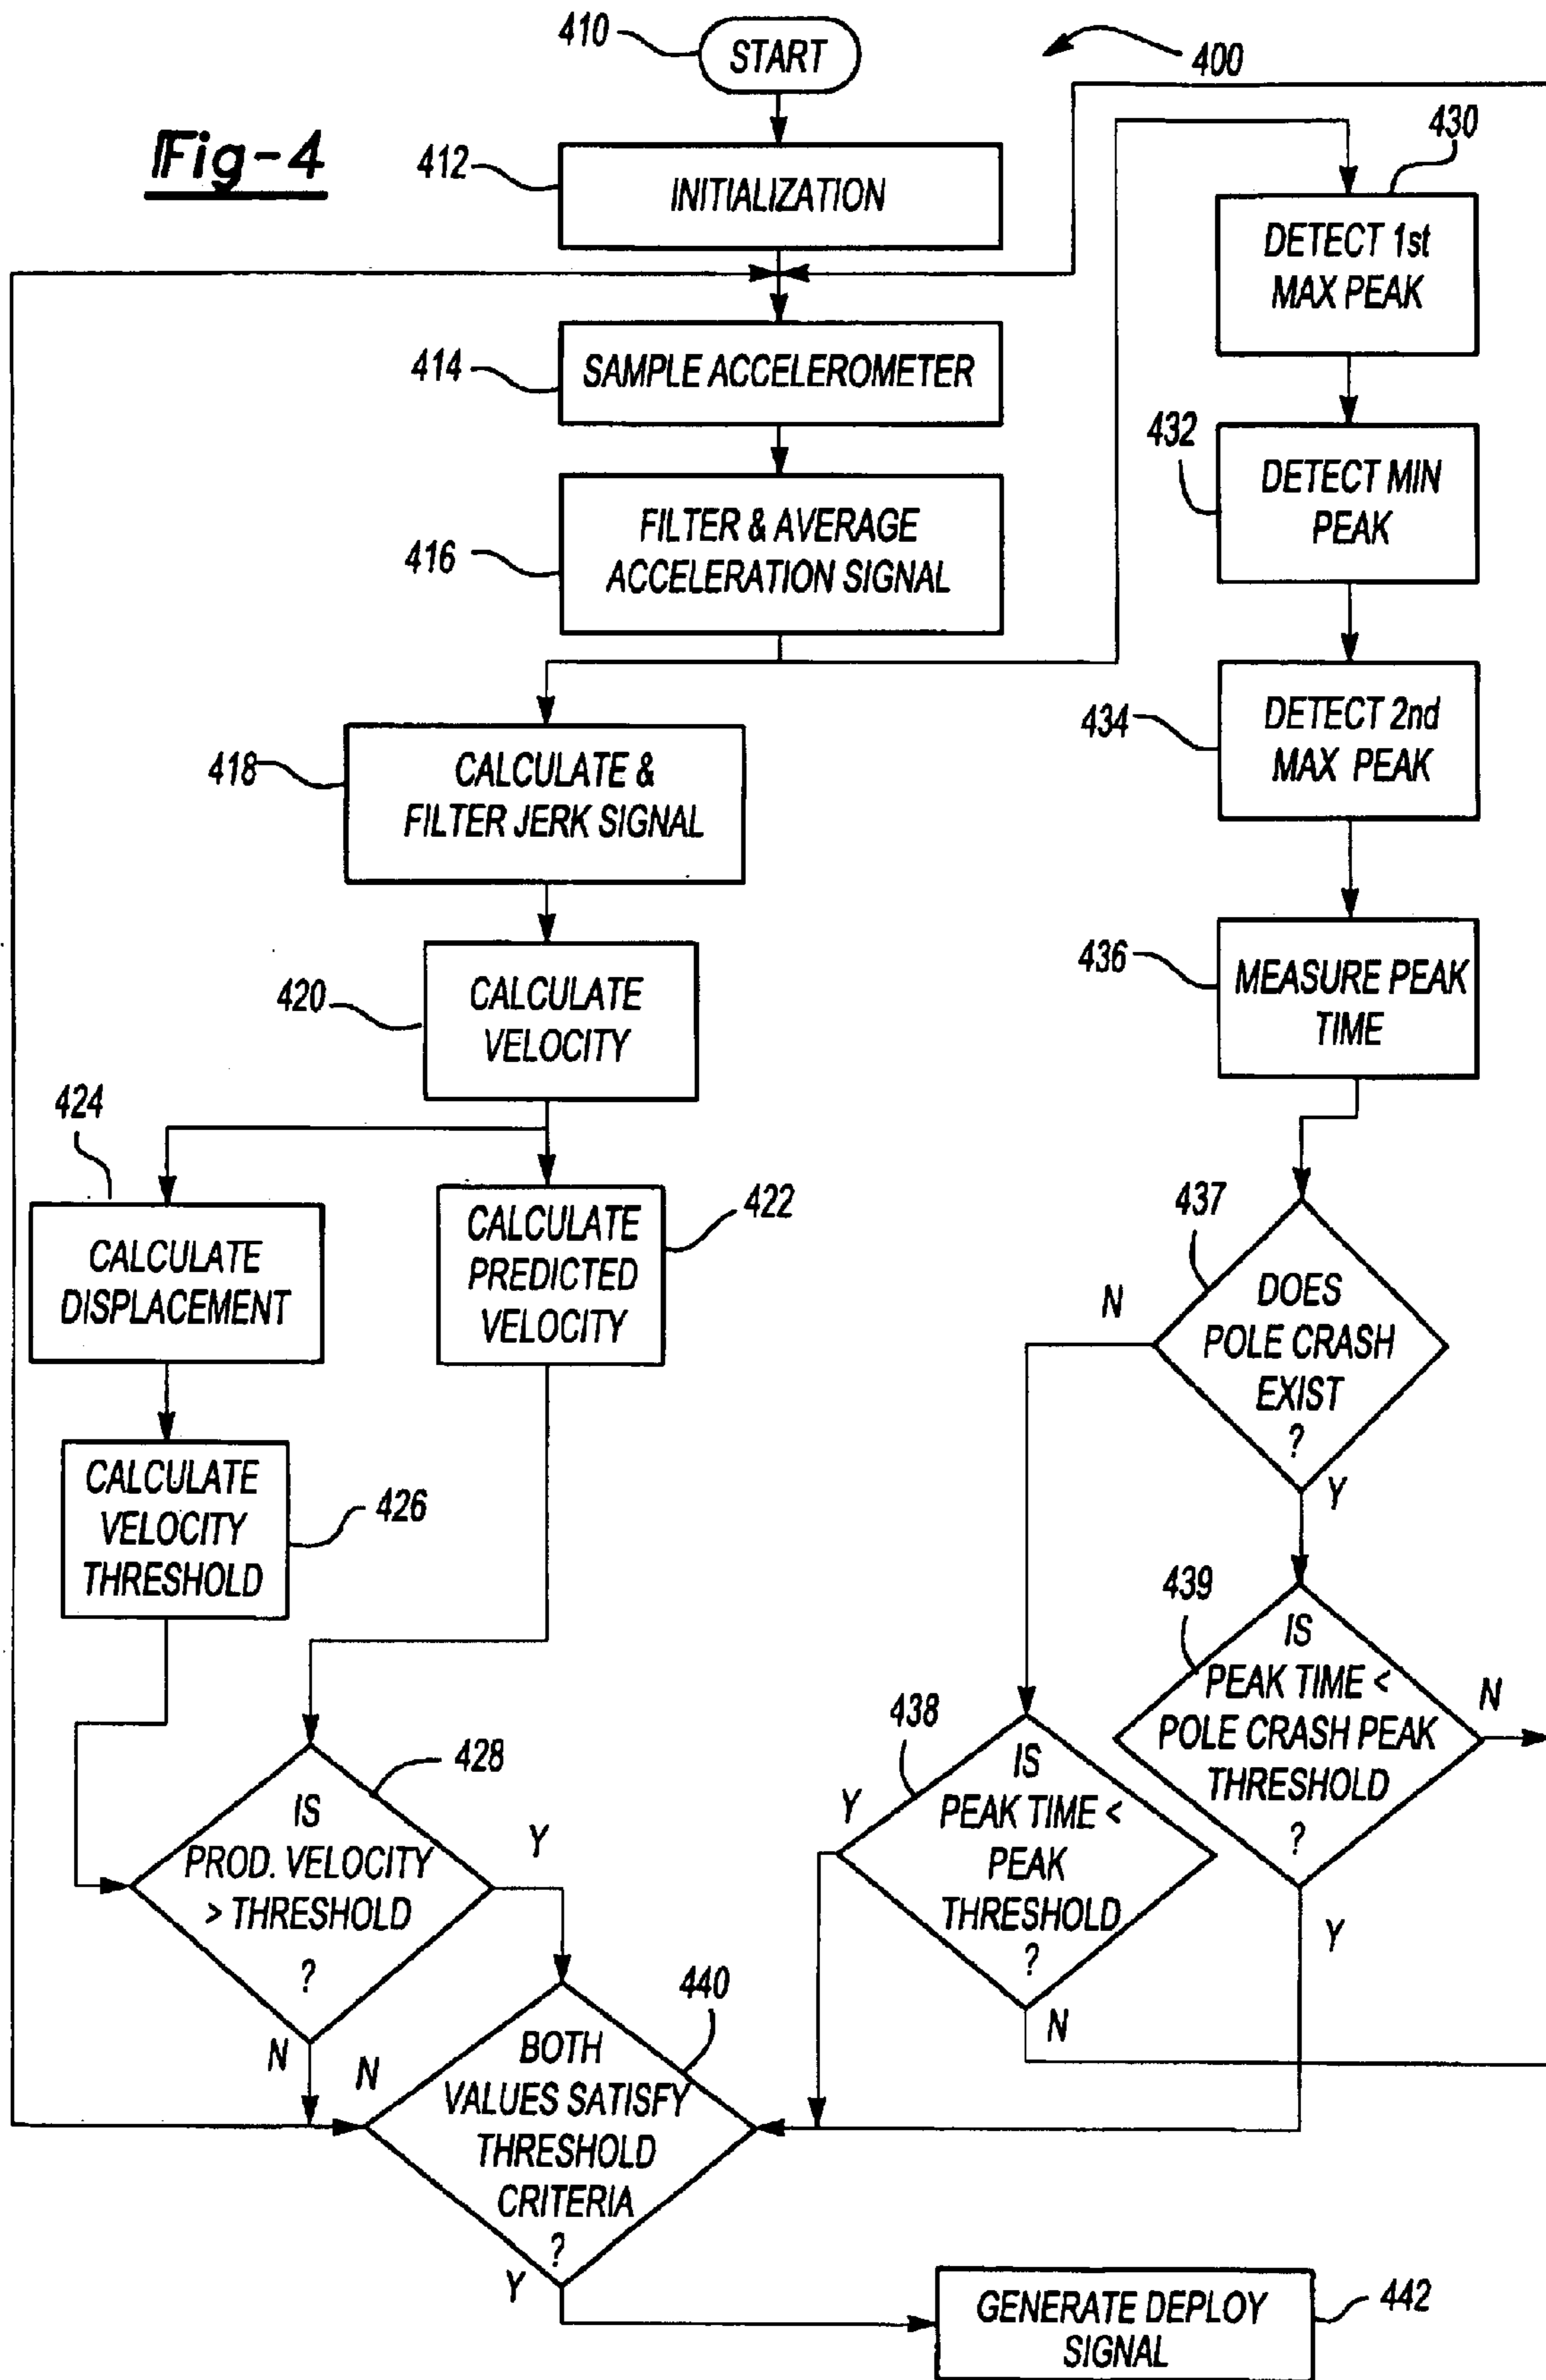 410
START
400
Fig-4
412
INITIALIZATION
430
DETECT 1st
MAX PEAK
414
SAMPLE ACCELEROMETER
432
DETECT MIN
PEAK
416
FILTER & AVERAGE
ACCELERATION SIGNAL
434
DETECT 2nd
MAX PEAK
418
CALCULATE &
FILTER JERK SIGNAL
436
MEASURE PEAK
TIME
420
CALCULATE
VELOCITY
424
CALCULATE
DISPLACEMENT
422
CALCULATE
PREDICTED
VELOCITY
437
N
DOES
POLE CRASH
EXIST
?
Y
426
CALCULATE
VELOCITY
THRESHOLD
439
IS
PEAK TIME <
POLE CRASH PEAK
THRESHOLD
?
N
Y
438
Y
IS
PEAK TIME <
PEAK
THRESHOLD
?
N
428
IS
PROD. VELOCITY
> THRESHOLD
?
Y
N
440
N
BOTH
VALUES SATISFY
THRESHOLD
CRITERIA
?
Y
GENERATE DEPLOY
SIGNAL
442